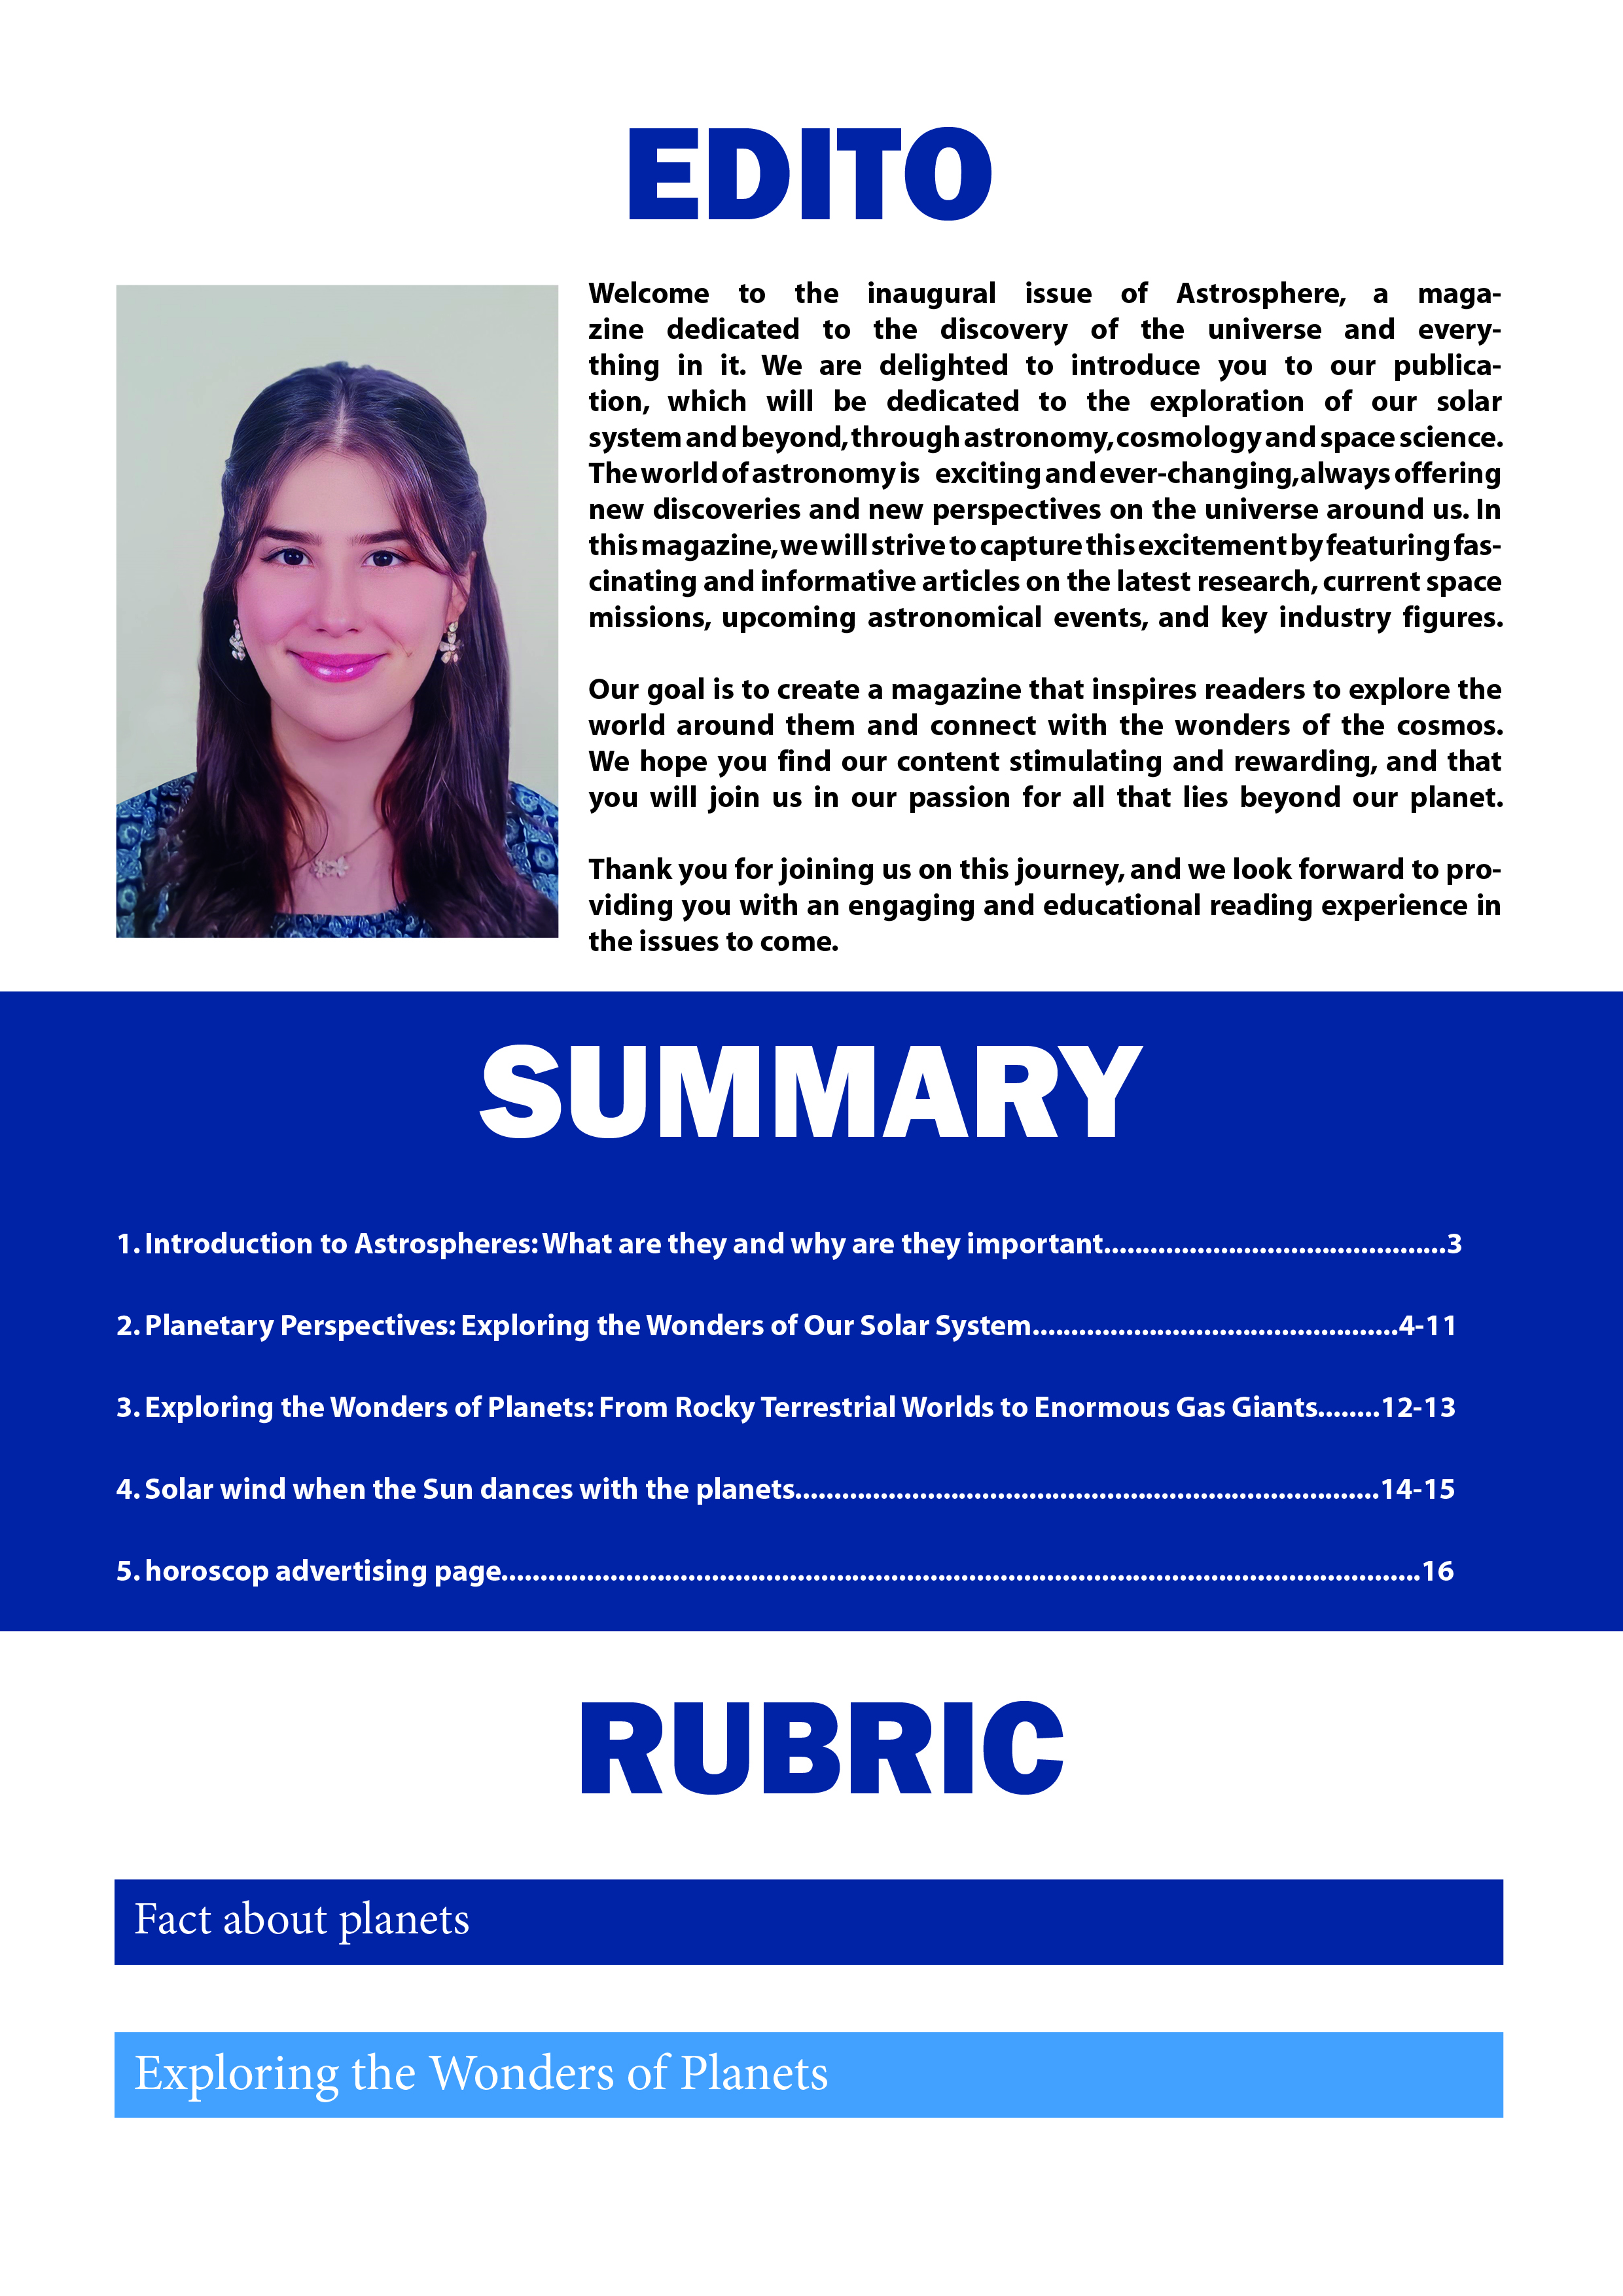 EDITO
Welcome to the inaugural issue of Astrosphere, a maga-
zine dedicated to the discovery of the universe and every-
thing in it. We are delighted to introduce you to our publica-
tion, which will be dedicated to the exploration of our solar
system and beyond, through astronomy, cosmology and space science.
The world of astronomy is exciting and ever-changing, always offering
new discoveries and new perspectives on the universe around us. In
this magazine, we will strive to capture this excitement by featuring fas-
cinating and informative articles on the latest research, current space
missions, upcoming astronomical events, and key industry figures.
Our goal is to create a magazine that inspires readers to explore the
world around them and connect with the wonders of the cosmos.
We hope you find our content stimulating and rewarding, and that
you will join us in our passion for all that lies beyond our planet.
Thank you for joining us on this journey, and we look forward to pro-
viding you with an engaging and educational reading experience in
the issues to come.
SUMMARY
1. Introduction to Astrospheres: What are they and why are they important............................................3
2. Planetary Perspectives: Exploring the Wonders of Our Solar System...............................................4-11
3. Exploring the Wonders of Planets: From Rocky Terrestrial Worlds to Enormous Gas Giants........12-13
4. Solar wind when the Sun dances with the planets...........................................................................14-15
5. horoscop advertising page......................................................................................................................16
RUBRIC
Fact about planets
Exploring the Wonders of Planets